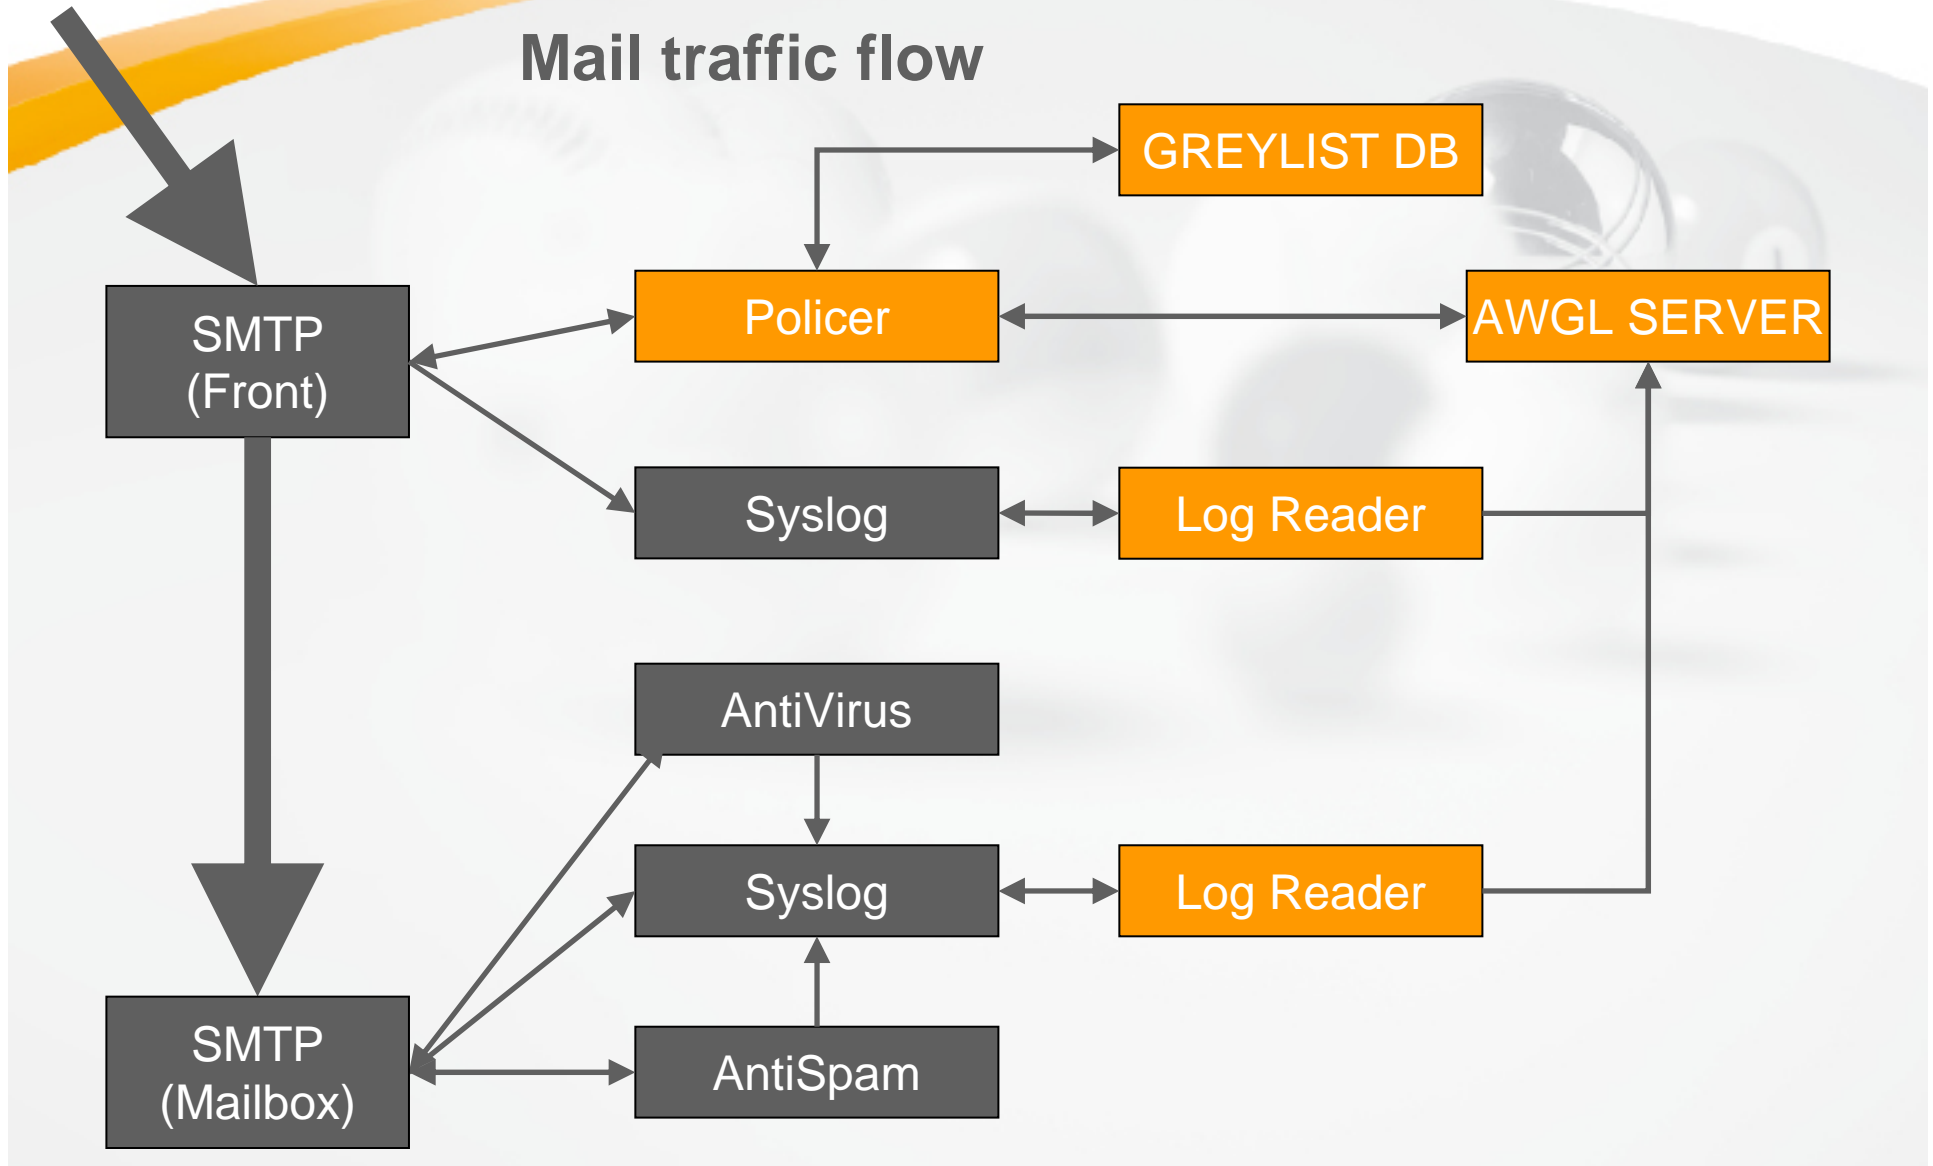 Mail traffic flow
GREYLIST DB
SMTP
(Front)
Policer
AWGL SERVER
Syslog
Log Reader
AntiVirus
Syslog
Log Reader
SMTP
(Mailbox)
AntiSpam